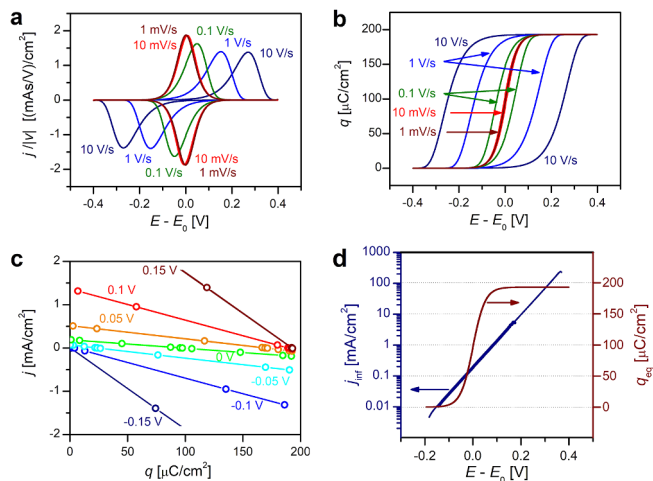 a
1 mV/s
10 mV/s
0.1 V/s
1 V/s
10 V/s
2
1
0
-1
-2
j /|v| [(mAs/V)/cm²]
10 V/s
1 V/s
0.1 V/s
10 mV/s
1 mV/s
-0.4 -0.2 0.0 0.2 0.4
E - E₀ [V]
b
200
150
100
50
0
q [μC/cm²]
10 V/s
1 V/s
0.1 V/s
10 mV/s
1 mV/s
10 V/s
-0.4 -0.2 0.0 0.2 0.4
E - E₀ [V]
c
2
1
0
-1
-2
j [mA/cm²]
0.15 V
0.1 V
0.05 V
0 V
-0.05 V
-0.1 V
-0.15 V
0 50 100 150 200
q [μC/cm²]
d
1000
100
10
1
0.1
0.01
j inf [mA/cm²]
200
150
100
50
0
q eq [μC/cm²]
-0.2 0.0 0.2 0.4
E - E₀ [V]